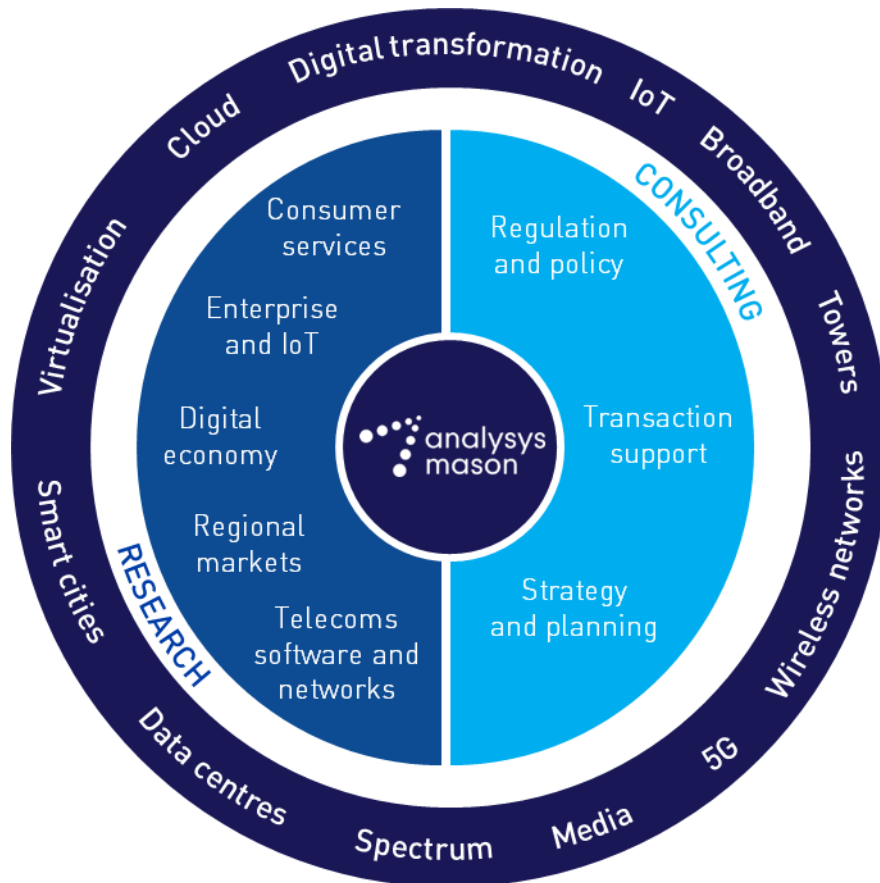 Digital transformation
IoT
Broadband
Towers
Wireless networks
5G
Media
Spectrum
Data centres
Smart cities
Virtualisation
Cloud
RESEARCH
Consumer
services
Enterprise
and IoT
Digital
economy
Regional
markets
Telecoms
software and
networks
analysys
mason
CONSULTING
Regulation
and policy
Transaction
support
Strategy
and planning